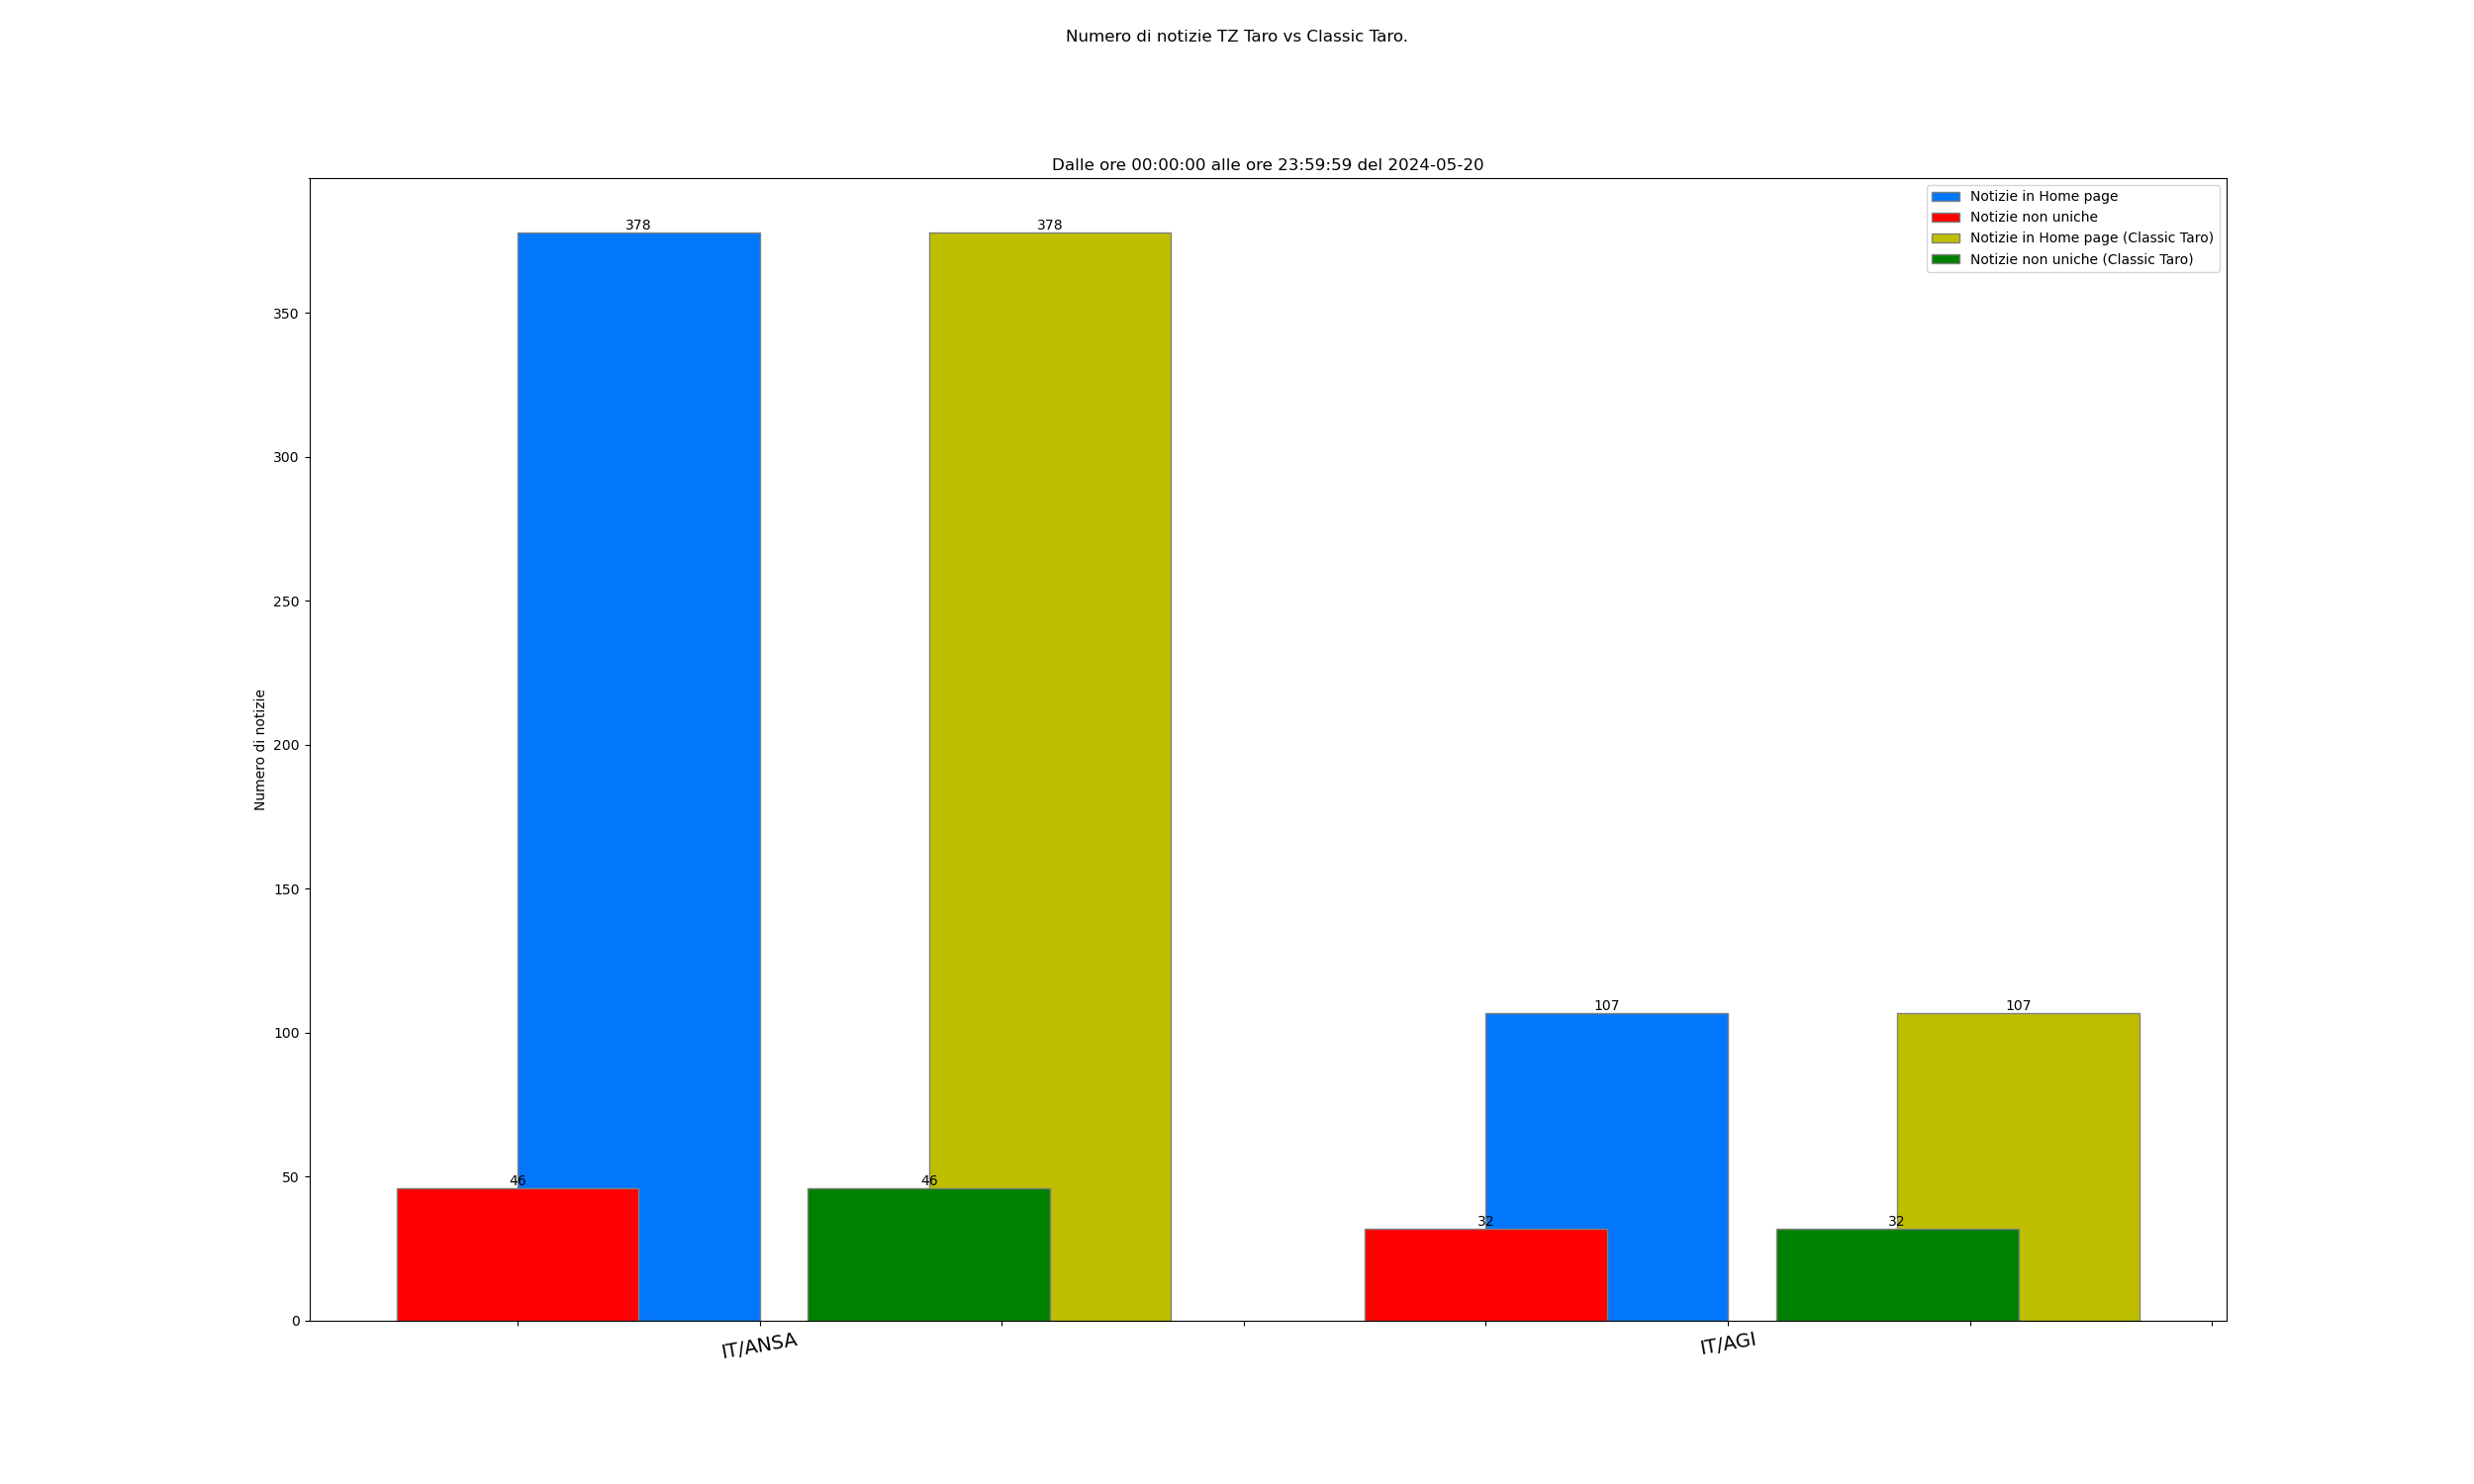 Numero di notizie TZ Taro vs Classic Taro.
Dalle ore 00:00:00 alle ore 23:59:59 del 2024-05-20
Notizie in Home page
Notizie non uniche
Notizie in Home page (Classic Taro)
Notizie non uniche (Classic Taro)
378
378
107
107
46
46
32
32
350
300
250
200
150
100
50
0
Numero di notizie
IT/ANSA
IT/AGI